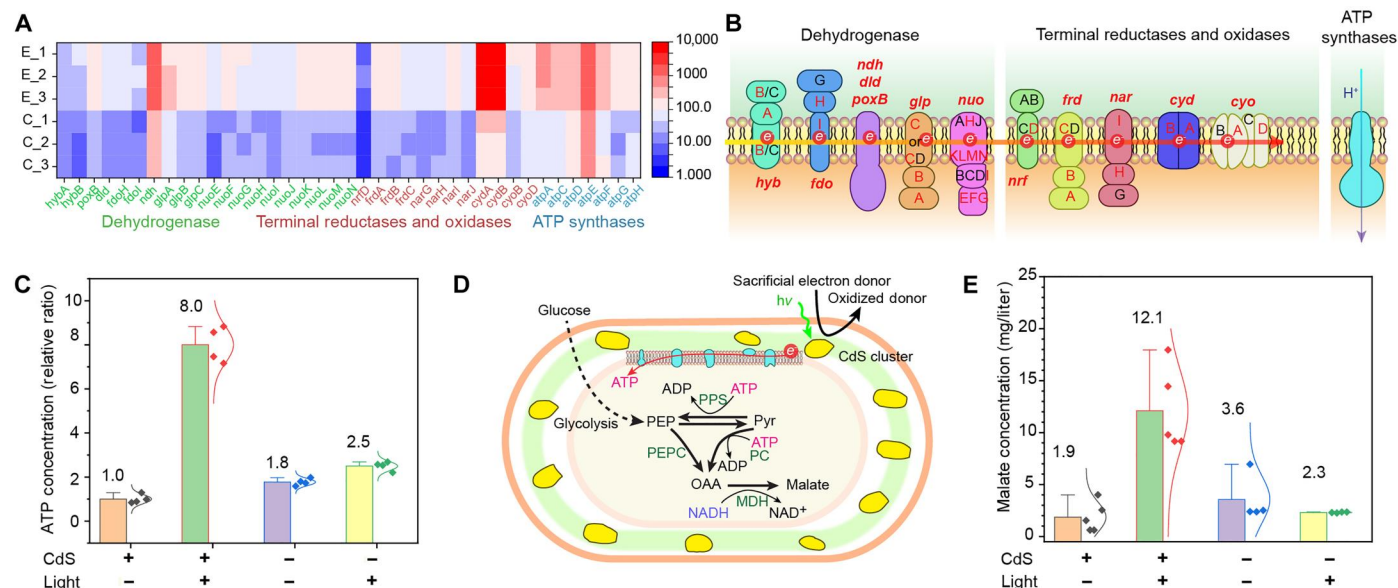 A
E_1
E_2
E_3
C_1
C_2
C_3
10,000
1000
100.0
10.00
1.000
hybA
hybB
poxB
dld
fdoH
fdoI
ndh
glpA
glpB
glpC
nuoE
nuoF
nuoG
nuoH
nuoI
nuoJ
nuoK
nuoL
nuoM
nuoN
nrfD
frdA
frdB
frdC
narG
narH
narI
narJ
cydA
cydB
cyoB
cyoD
atpA
atpC
atpD
atpE
atpF
atpG
atpH
Dehydrogenase
Terminal reductases and oxidases
ATP synthases
B
Dehydrogenase
Terminal reductases and oxidases
ATP
synthases
B/C
A
e
B/C
hyb
G
H
I
e
fdo
ndh
dld
poxB
e
glp
C
or
CD
e
B
A
nuo
AHJ
e
KLMN
BCDI
EFG
AB
CD
e
nrf
frd
CD
e
B
A
nar
I
e
H
G
cyd
B A
e
cyo
B A C D
e
H+
C
ATP concentration (relative ratio)
10
8
6
4
2
0
1.0
8.0
1.8
2.5
CdS + + – –
Light – + – +
D
Sacrificial electron donor
hv
Oxidized donor
Glucose
CdS cluster
e
ATP
ADP
ATP
PPS
Glycolysis
PEP
Pyr
PEPC
ATP
ADP
PC
OAA
Malate
NADH
MDH
NAD+
E
Malate concentration (mg/liter)
25
20
15
10
5
0
1.9
12.1
3.6
2.3
CdS + + – –
Light – + – +